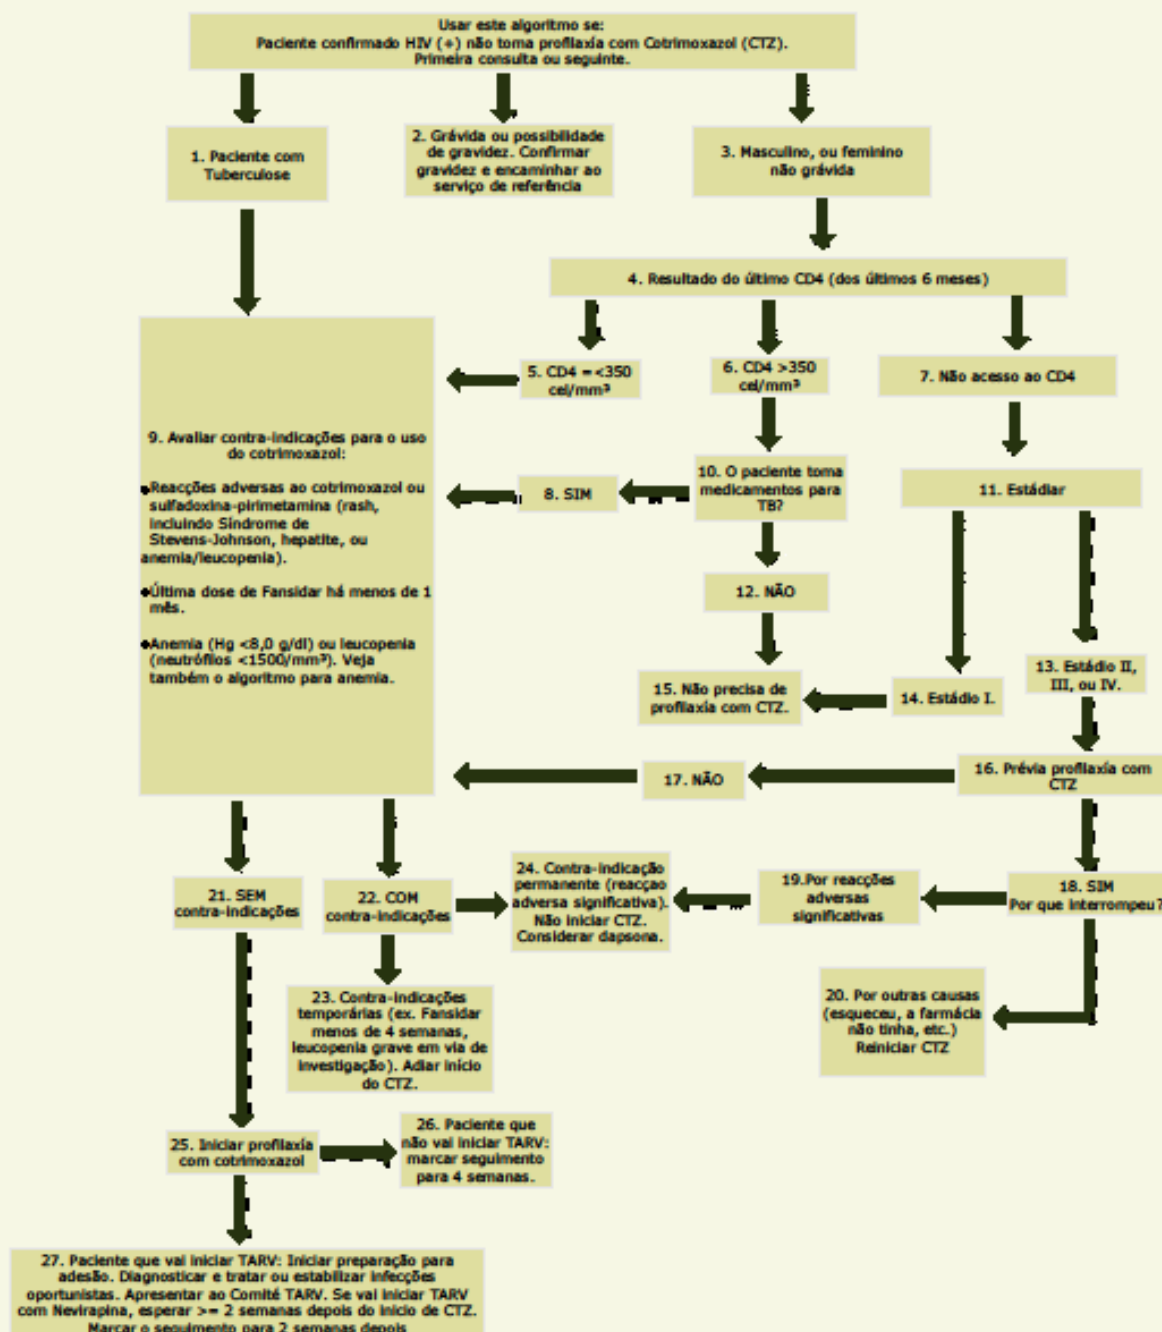 Usar este algoritmo se:
Paciente confirmado HIV (+) não toma profilaxia com Cotrimoxazol (CTZ).
Primeira consulta ou seguinte.
1. Paciente com
Tuberculose
2. Grávida ou possibilidade
de gravidez. Confirmar
gravidez e encaminhar ao
serviço de referência
3. Masculino, ou feminino
não grávida
4. Resultado do último CD4 (dos últimos 6 meses)
5. CD4 =<350
cel/mm³
6. CD4 >350
cel/mm³
7. Não acesso ao CD4
9. Avaliar contra-indicações para o uso
do cotrimoxazol:
•Reacções adversas ao cotrimoxazol ou
sulfadoxina-pirimetamina (rash,
incluindo Síndrome de
Stevens-Johnson, hepatite, ou
anemia/leucopenia).
•Última dose de Fansidar há menos de 1
mês.
•Anemia (Hg <8,0 g/dl) ou leucopenia
(neutrófilos <1500/mm³). Veja
também o algoritmo para anemia.
8. SIM
10. O paciente toma
medicamentos para
TB?
11. Estádiar
12. NÃO
13. Estádio II,
III, ou IV.
14. Estádio I.
15. Não precisa de
profilaxia com CTZ.
16. Prévia profilaxia com
CTZ
17. NÃO
18. SIM
Por que interrompeu?
19.Por reacções
adversas
significativas
24. Contra-indicação
permanente (reacçao
adversa significativa).
Não iniciar CTZ.
Considerar dapsona.
21. SEM
contra-indicações
22. COM
contra-indicações
20. Por outras causas
(esqueceu, a farmácia
não tinha, etc.)
Reiniciar CTZ
23. Contra-indicações
temporárias (ex. Fansidar
menos de 4 semanas,
leucopenia grave em via de
investigação). Adiar início
do CTZ.
25. Iniciar profilaxia
com cotrimoxazol
26. Paciente que
não vai iniciar TARV:
marcar seguimento
para 4 semanas.
27. Paciente que vai iniciar TARV: Iniciar preparação para
adesão. Diagnosticar e tratar ou estabilizar infecções
oportunistas. Apresentar ao Comité TARV. Se vai iniciar TARV
com Nevirapina, esperar >= 2 semanas depois do inicio de CTZ.
Marcar o seguimento para 2 semanas depois